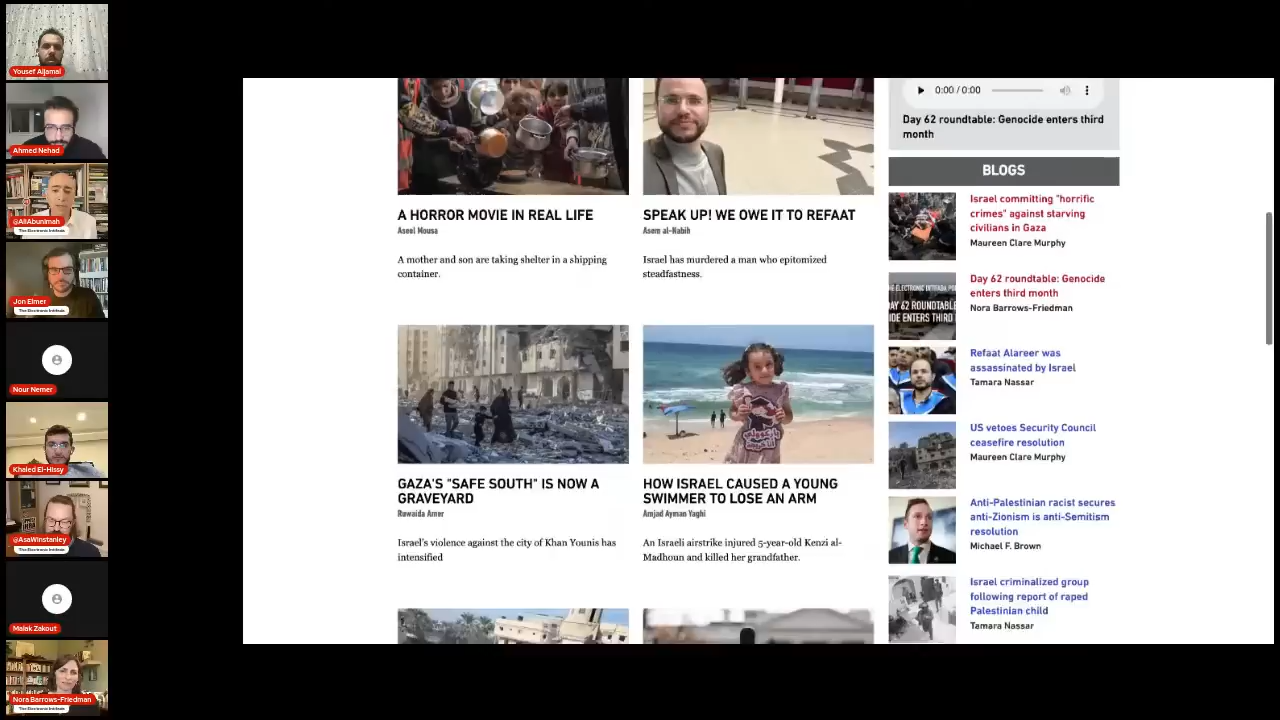 Yousef Aljamal
Ahmed Nehad
@AliAbunimah
The Electronic Intifada
Jon Elmer
The Electronic Intifada
Nour Nemer
Khaled El-Hissy
@AsaWinstanley
The Electronic Intifada
Malak Zakout
Nora Barrows-Friedman
The Electronic Intifada
A HORROR MOVIE IN REAL LIFE
Aseel Mousa
A mother and son are taking shelter in a shipping
container.
SPEAK UP! WE OWE IT TO REFAAT
Asem al-Nabih
Israel has murdered a man who epitomized
steadfastness.
GAZA'S "SAFE SOUTH" IS NOW A
GRAVEYARD
Ruwaida Amer
Israel's violence against the city of Khan Younis has
intensified
HOW ISRAEL CAUSED A YOUNG
SWIMMER TO LOSE AN ARM
Amjad Ayman Yaghi
An Israeli airstrike injured 5-year-old Kenzi al-
Madhoun and killed her grandfather.
0:00 / 0:00
Day 62 roundtable: Genocide enters third
month
BLOGS
Israel committing "horrific
crimes" against starving
civilians in Gaza
Maureen Clare Murphy
THE ELECTRONIC INTIFADA POD
DAY 62 ROUNDTABLE
ENTERS THIRD
Day 62 roundtable: Genocide
enters third month
Nora Barrows-Friedman
Refaat Alareer was
assassinated by Israel
Tamara Nassar
US vetoes Security Council
ceasefire resolution
Maureen Clare Murphy
Anti-Palestinian racist secures
anti-Zionism is anti-Semitism
resolution
Michael F. Brown
Israel criminalized group
following report of raped
Palestinian child
Tamara Nassar